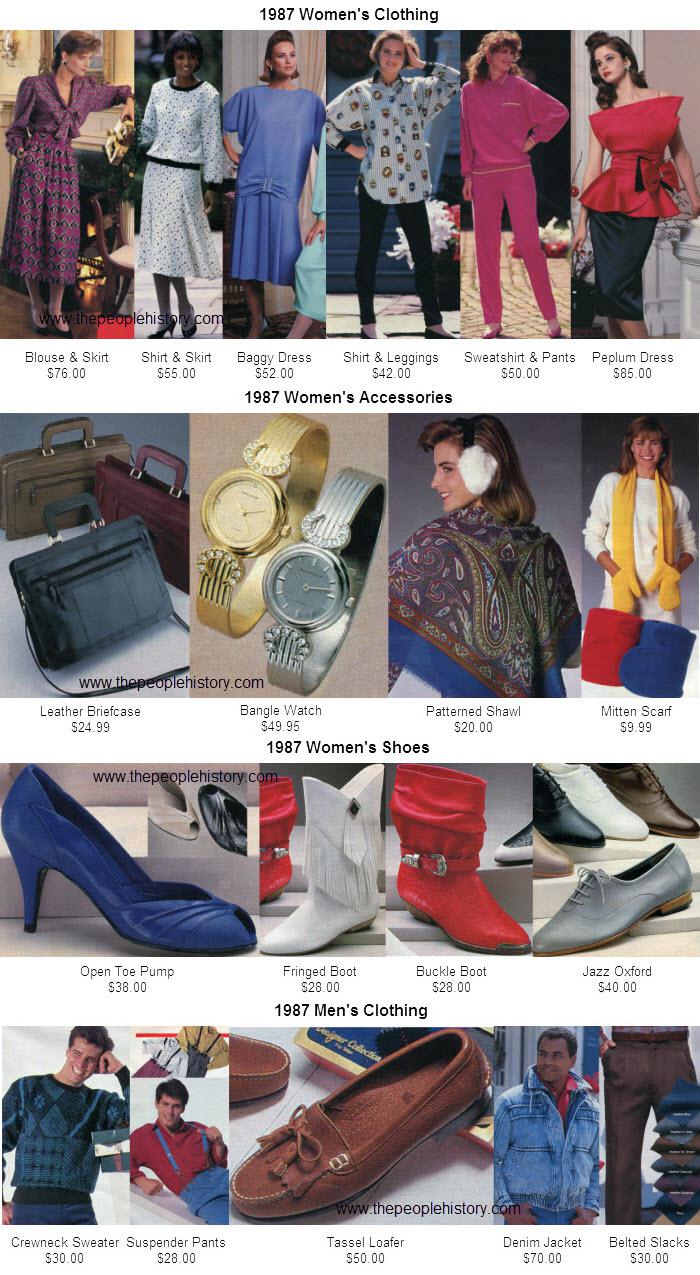 1987 Women's Clothing
www.thepeoplehistory.com
Blouse & Skirt Shirt & Skirt Baggy Dress Shirt & Leggings Sweatshirt & Pants Peplum Dress
$76.00 $55.00 $52.00 $42.00 $50.00 $85.00
1987 Women's Accessories
www.thepeoplehistory.com
Leather Briefcase Bangle Watch Patterned Shawl Mitten Scarf
$24.99 $49.95 $20.00 $9.99
1987 Women's Shoes
www.thepeoplehistory.com
Open Toe Pump Fringed Boot Buckle Boot Jazz Oxford
$38.00 $28.00 $28.00 $40.00
1987 Men's Clothing
Designer Collection
www.thepeoplehistory.com
Crewneck Sweater Suspender Pants Tassel Loafer Denim Jacket Belted Slacks
$30.00 $28.00 $50.00 $70.00 $30.00